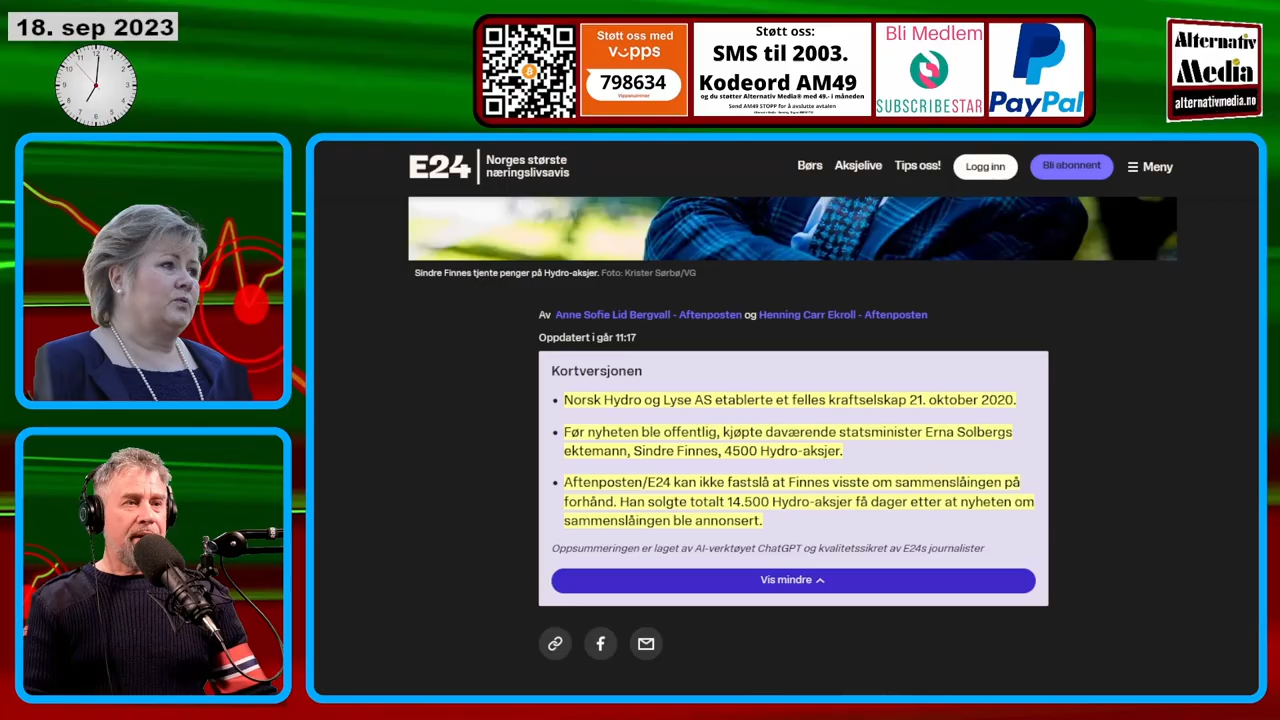 18. sep 2023
Støtt oss med
vipps
798634
Vippsnummer
Støtt oss:
SMS til 2003.
Kodeord AM49
og du støtter Alternativ Media® med 49,- i måneden
Send AM49 STOPP for å avslutte avtalen
Bli Medlem
SUBSCRIBESTAR
PayPal
Alternativ
Media
alternativmedia.no
E24
Norges største
næringslivsavis
Børs
Aksjelive
Tips oss!
Logg inn
Bli abonnent
Meny
Sindre Finnes tjente penger på Hydro-aksjer. Foto: Krister Sørbø/VG
Av Anne Sofie Lid Bergvall - Aftenposten og Henning Carr Ekroll - Aftenposten
Oppdatert i går 11:17
Kortversjonen
• Norsk Hydro og Lyse AS etablerte et felles kraftselskap 21. oktober 2020.
• Før nyheten ble offentlig, kjøpte daværende statsminister Erna Solbergs
ektemann, Sindre Finnes, 4500 Hydro-aksjer.
• Aftenposten/E24 kan ikke fastslå at Finnes visste om sammenslåingen på
forhånd. Han solgte totalt 14.500 Hydro-aksjer få dager etter at nyheten om
sammenslåingen ble annonsert.
Oppsummeringen er laget av AI-verktøyet ChatGPT og kvalitetssikret av E24s journalister
Vis mindre